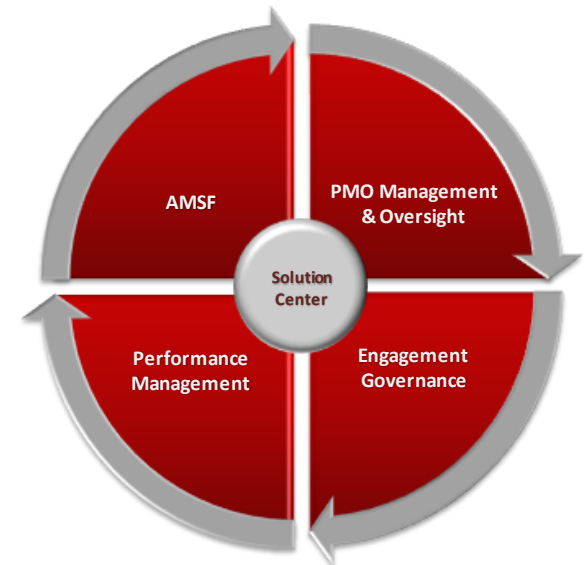 AMSF
PMO Management
& Oversight
Solution
Center
Performance
Management
Engagement
Governance